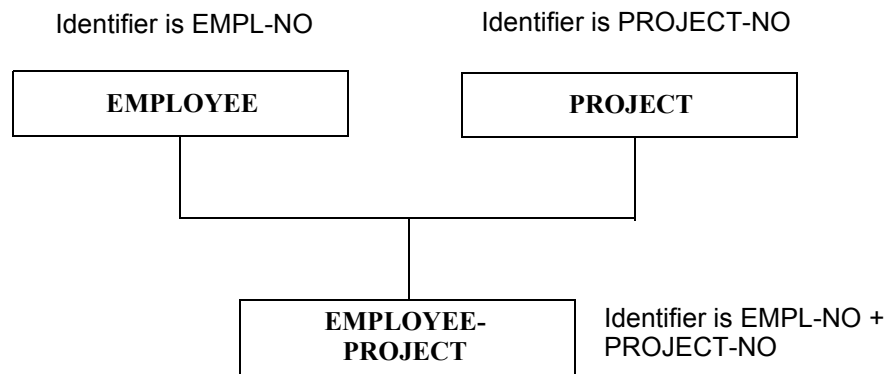 Identifier is EMPL-NO
Identifier is PROJECT-NO
EMPLOYEE
PROJECT
EMPLOYEE-
PROJECT
Identifier is EMPL-NO +
PROJECT-NO